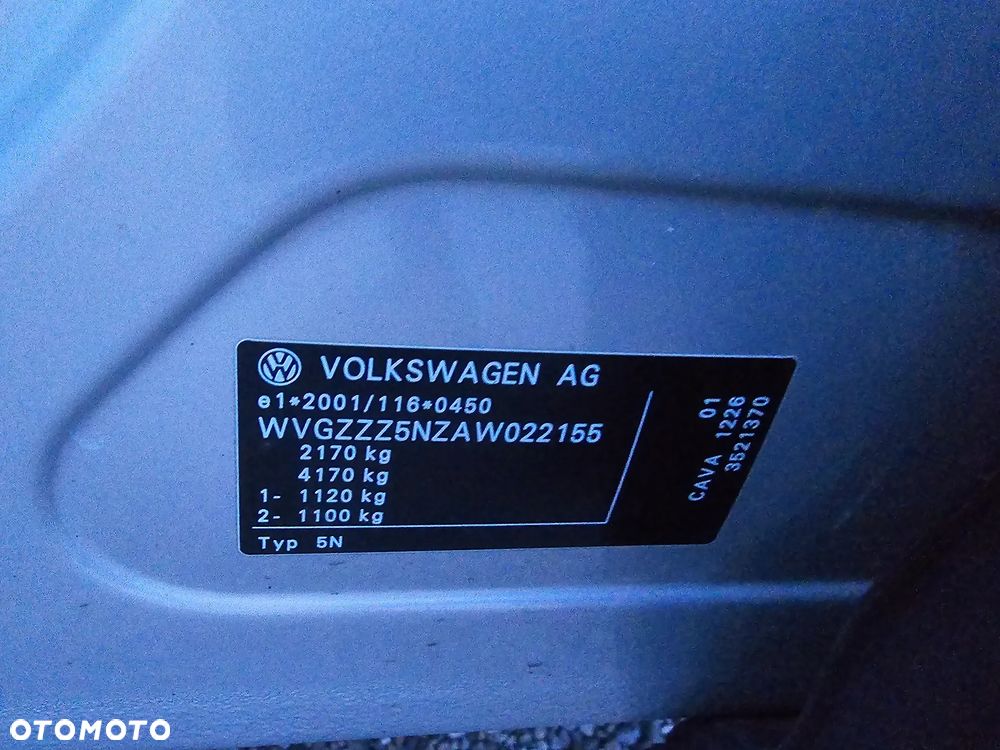 VOLKSWAGEN AG
e1*2001/116*0450
WVGZZZ5NZAW022155
2170 kg
4170 kg
1- 1120 kg
2- 1100 kg
Typ 5N
01
CAVA 1226
3521370
OTOMOTO